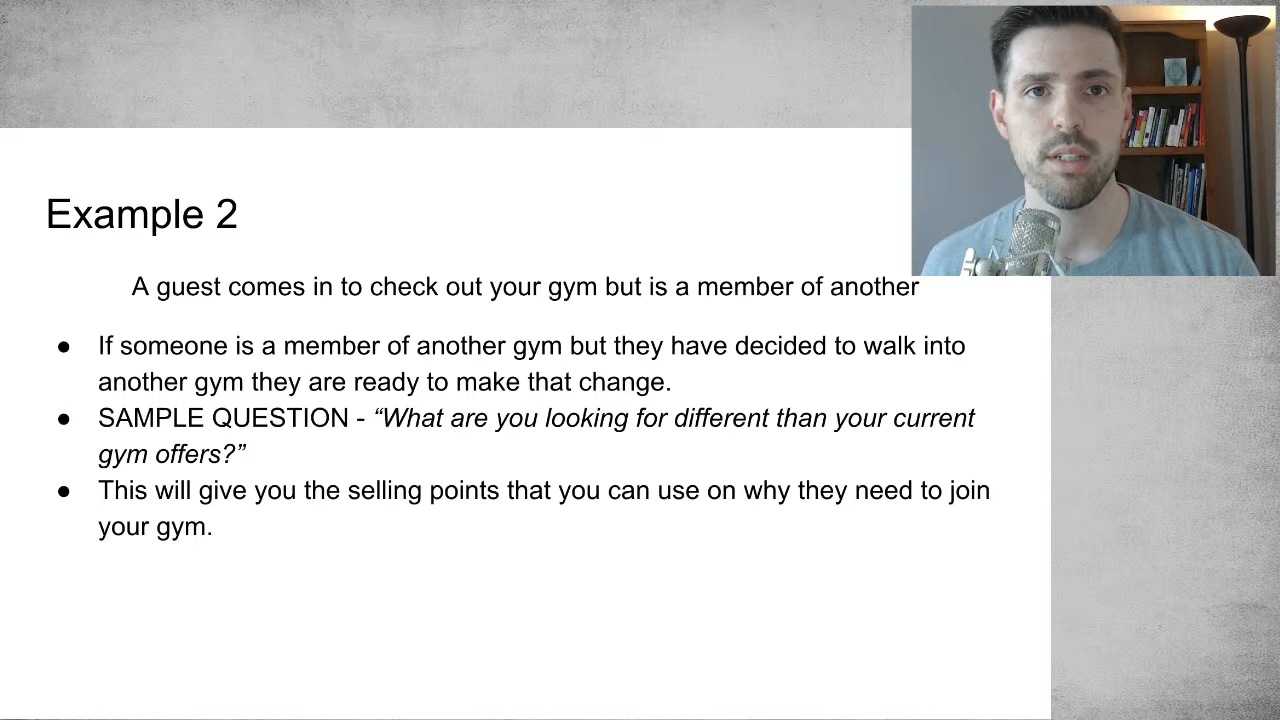 Example 2
A guest comes in to check out your gym but is a member of another
● If someone is a member of another gym but they have decided to walk into
another gym they are ready to make that change.
● SAMPLE QUESTION - “What are you looking for different than your current
gym offers?”
● This will give you the selling points that you can use on why they need to join
your gym.